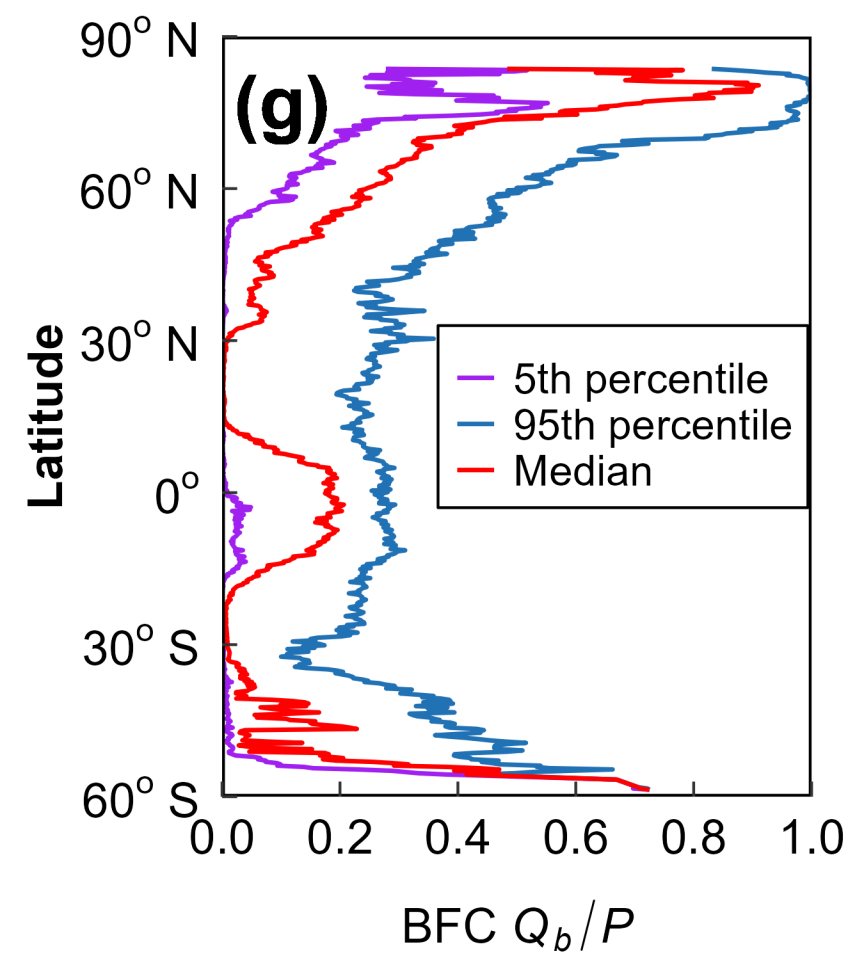 90° N
(g)
60° N
30° N
0°
30° S
60° S
Latitude
5th percentile
95th percentile
Median
0.0 0.2 0.4 0.6 0.8 1.0
BFC Q_b/P